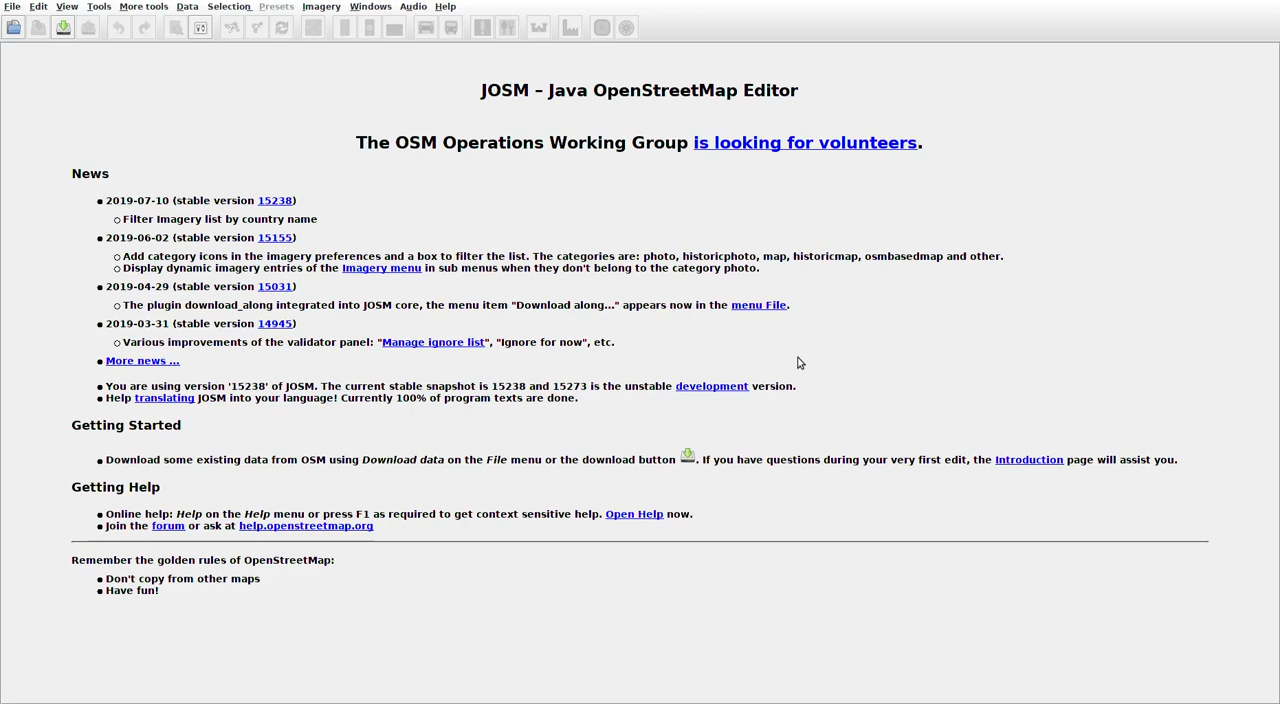 File Edit View Tools More tools Data Selection Presets Imagery Windows Audio Help
JOSM – Java OpenStreetMap Editor
The OSM Operations Working Group is looking for volunteers.
News
2019-07-10 (stable version 15238)
Filter Imagery list by country name
2019-06-02 (stable version 15155)
Add category icons in the imagery preferences and a box to filter the list. The categories are: photo, historicphoto, map, historicmap, osmbasedmap and other.
Display dynamic imagery entries of the Imagery menu in sub menus when they don't belong to the category photo.
2019-04-29 (stable version 15031)
The plugin download_along integrated into JOSM core, the menu item "Download along..." appears now in the menu File.
2019-03-31 (stable version 14945)
Various improvements of the validator panel: "Manage ignore list", "Ignore for now", etc.
More news ...
You are using version '15238' of JOSM. The current stable snapshot is 15238 and 15273 is the unstable development version.
Help translating JOSM into your language! Currently 100% of program texts are done.
Getting Started
Download some existing data from OSM using Download data on the File menu or the download button . If you have questions during your very first edit, the Introduction page will assist you.
Getting Help
Online help: Help on the Help menu or press F1 as required to get context sensitive help. Open Help now.
Join the forum or ask at help.openstreetmap.org
Remember the golden rules of OpenStreetMap:
Don't copy from other maps
Have fun!